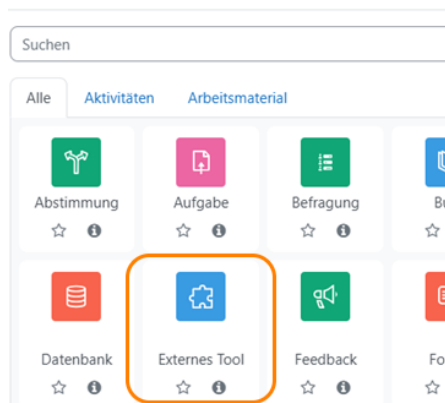 Suchen
Alle Aktivitäten Arbeitsmaterial
Abstimmung Aufgabe Befragung
Datenbank Externes Tool Feedback